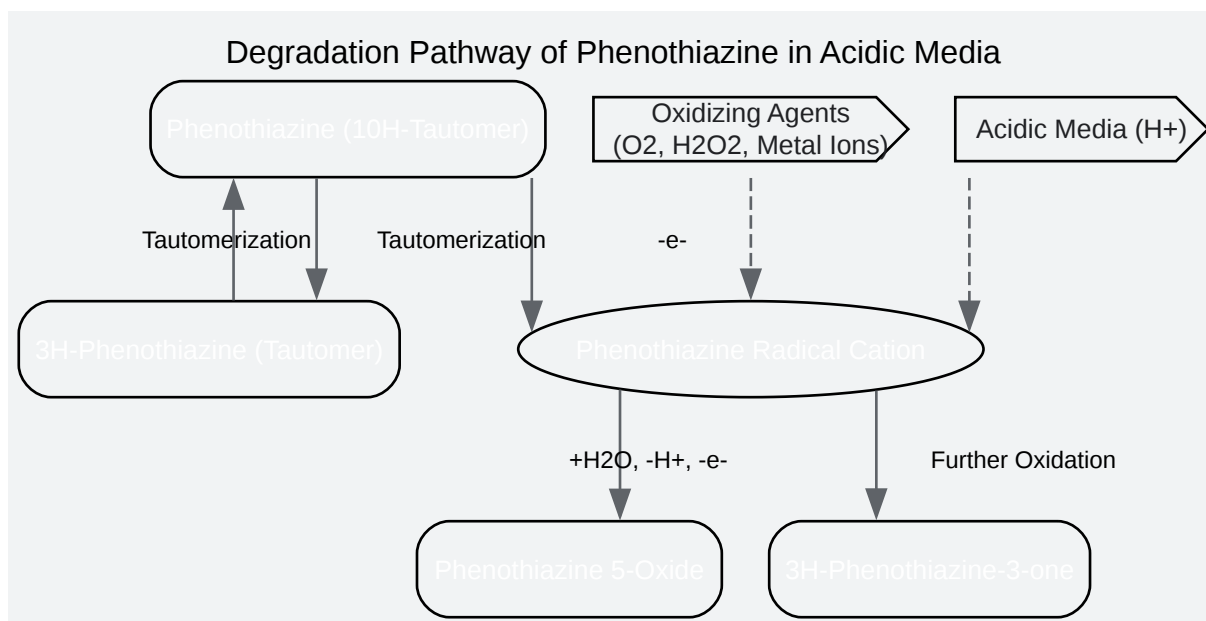 Degradation Pathway of Phenothiazine in Acidic Media
Phenothiazine (10H-Tautomer)
Oxidizing Agents
(O2, H2O2, Metal Ions)
Acidic Media (H+)
Tautomerization
Tautomerization
-e-
3H-Phenothiazine (Tautomer)
Phenothiazine Radical Cation
+H2O, -H+, -e-
Further Oxidation
Phenothiazine 5-Oxide
3H-Phenothiazine-3-one